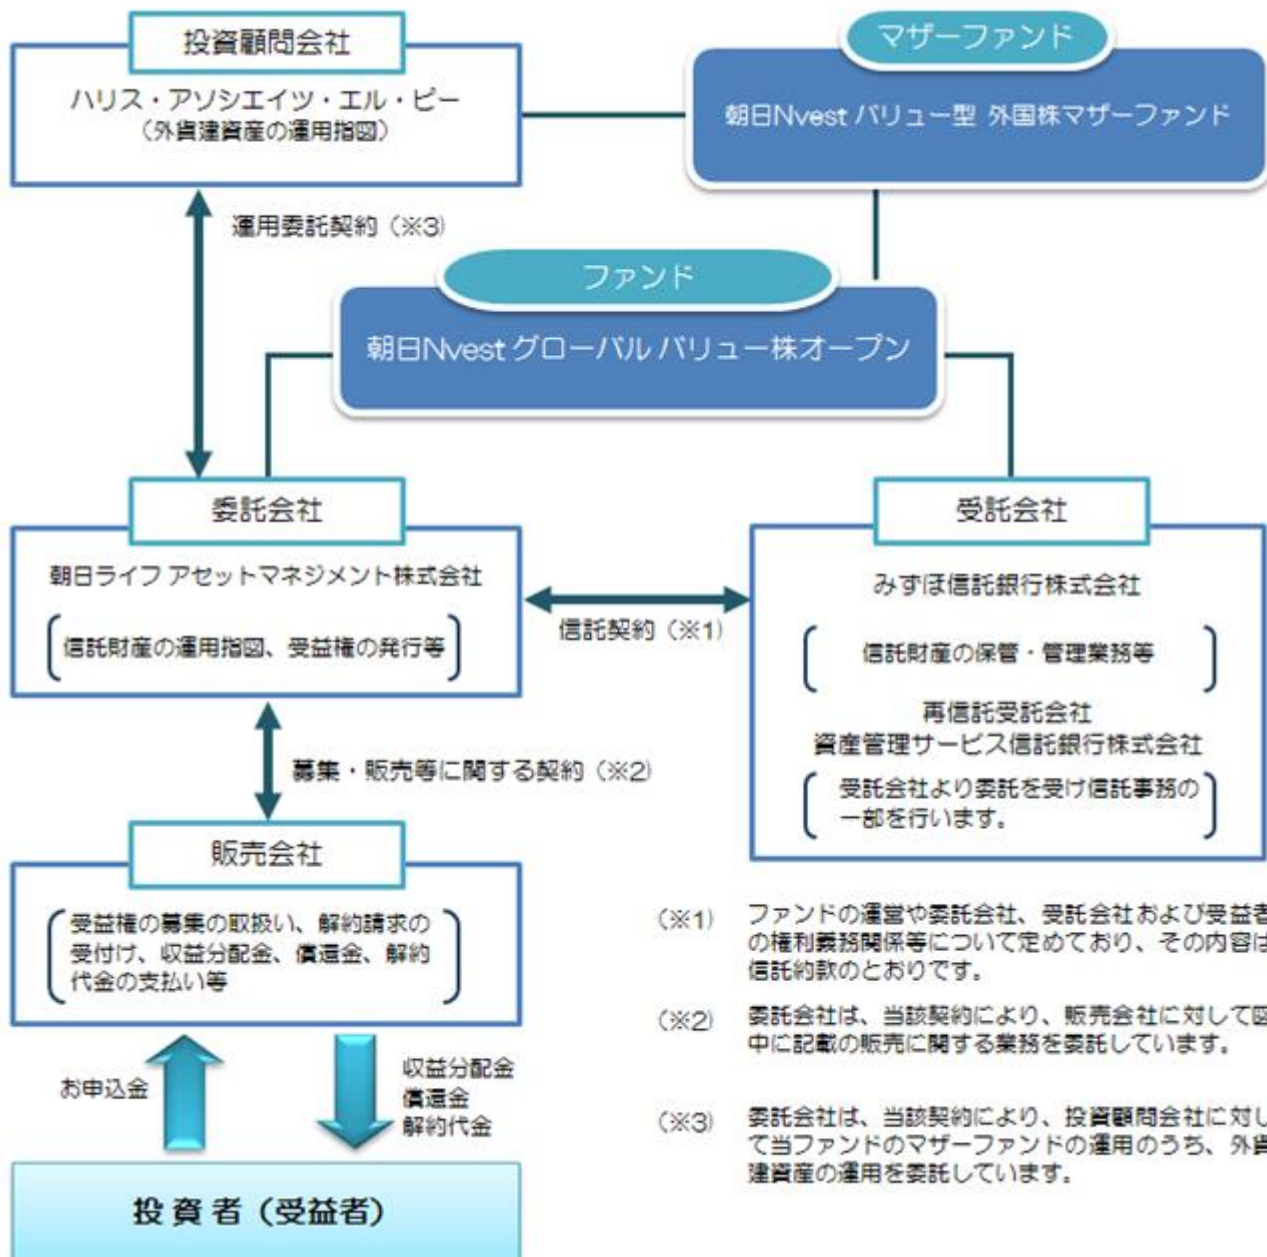 投資顧問会社
ハリス・アソシエイツ・エル・ピー
（外貨建資産の運用指図）
マザーファンド
朝日Nvest バリュー型 外国株マザーファンド
運用委託契約（※3）
ファンド
朝日Nvest グローバル バリュー株オープン
委託会社
朝日ライフ アセットマネジメント株式会社
信託財産の運用指図、受益権の発行等
信託契約（※1）
受託会社
みずほ信託銀行株式会社
信託財産の保管・管理業務等
再信託受託会社
資産管理サービス信託銀行株式会社
受託会社より委託を受け信託事務の
一部を行います。
募集・販売等に関する契約（※2）
販売会社
受益権の募集の取扱い、解約請求の
受付け、収益分配金、償還金、解約
代金の支払い等
お申込金
収益分配金
償還金
解約代金
投資者（受益者）
（※1） ファンドの運営や委託会社、受託会社および受益者
の権利義務関係等について定めており、その内容は
信託約款のとおりです。
（※2） 委託会社は、当該契約により、販売会社に対して図
中に記載の販売に関する業務を委託しています。
（※3） 委託会社は、当該契約により、投資顧問会社に対し
て当ファンドのマザーファンドの運用のうち、外貨
建資産の運用を委託しています。